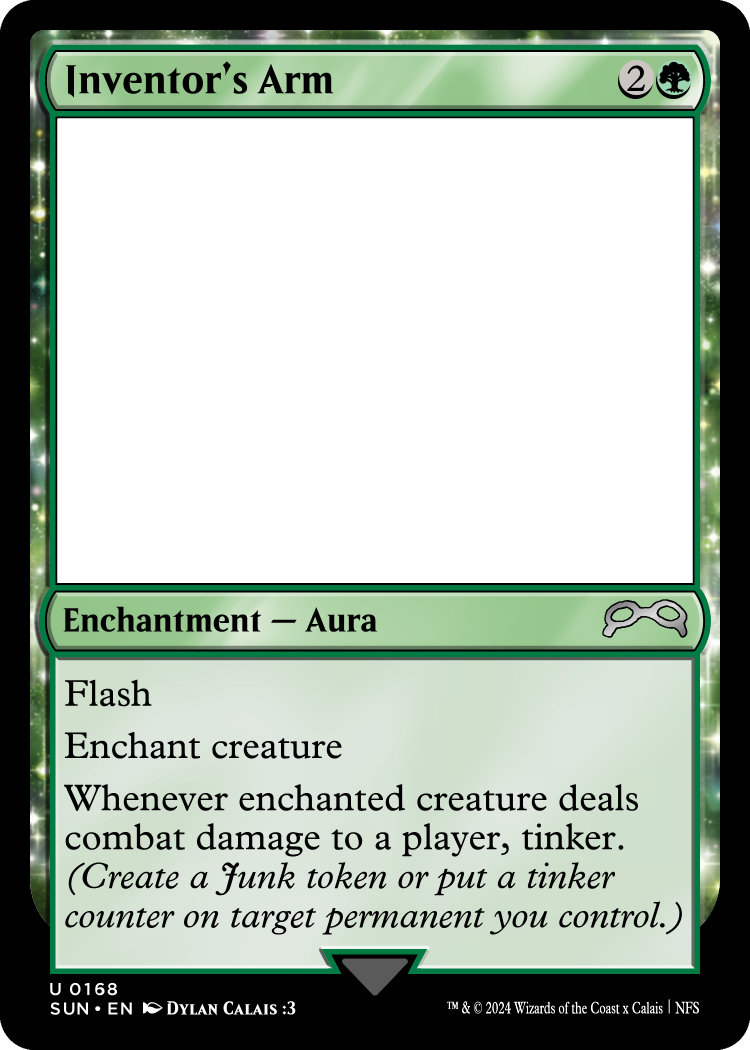 Inventor's Arm 2
Enchantment — Aura
Flash
Enchant creature
Whenever enchanted creature deals
combat damage to a player, tinker.
(Create a Junk token or put a tinker
counter on target permanent you control.)
U 0168
SUN • EN Dylan Calais :3
™ & © 2024 Wizards of the Coast x Calais | NFS